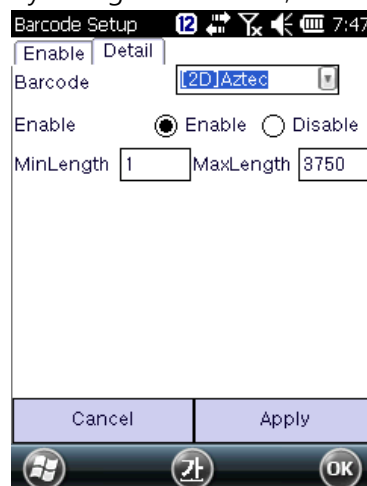 Barcode Setup 12 7:47
Enable Detail
Barcode [2D]Aztec
Enable Enable Disable
MinLength 1 MaxLength 3750
Cancel Apply
가 OK